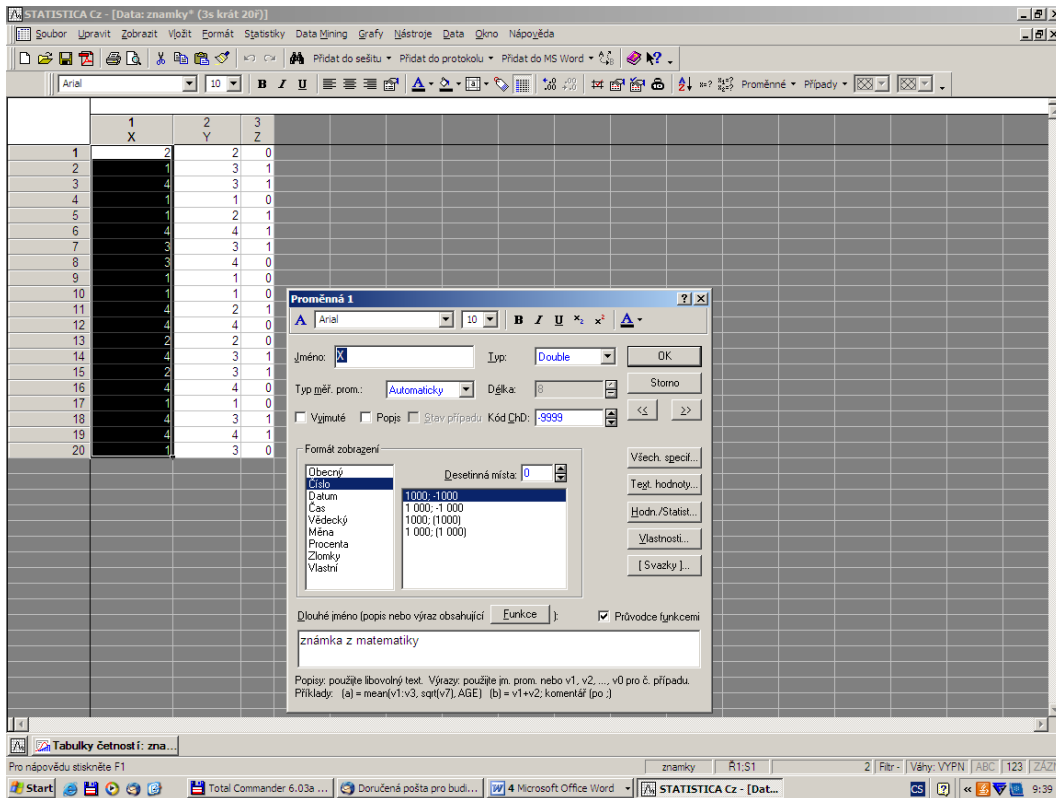 STATISTICA Cz - [Data: znamky* (3s krát 20ř)]
Soubor Upravit Zobrazit Vložit Formát Statistiky Data Mining Grafy Nástroje Data Okno Nápověda
Přidat do sešitu Přidat do protokolu Přidat do MS Word
Arial 10 B I U Proměnné Případy
1 2 3
X Y Z
1 2 2 0
2 1 3 1
3 4 3 1
4 1 1 0
5 1 2 1
6 4 4 1
7 3 3 1
8 3 4 0
9 1 1 0
10 1 1 0
11 4 2 1
12 4 4 0
13 2 2 0
14 4 3 1
15 2 3 1
16 4 4 0
17 1 1 0
18 4 3 1
19 4 4 1
20 1 3 0
Proměnná 1
A Arial 10 B I U x₂ x² A
Jméno: X Typ: Double OK
Typ měř. prom.: Automaticky Délka: 8 Storno
Vyjmuté Popis Stav případu Kód ChD: -9999 << >>
Formát zobrazení
Obecný
Číslo
Datum
Čas
Vědecký
Měna
Procenta
Zlomky
Vlastní
Desetinná místa: 0
1000; -1000
1 000; -1 000
1000; (1000)
1 000; (1 000)
Všech. specif...
Text. hodnoty...
Hodn./Statist...
Vlastnosti...
[ Svazky ]...
Dlouhé jméno (popis nebo výraz obsahující Funkce ): Průvodce funkcemi
známka z matematiky
Popisy: použijte libovolný text. Výrazy: použijte jm. prom. nebo v1, v2, ..., v0 pro č. případu.
Příklady: (a) = mean(v1:v3, sqrt(v7), AGE) (b) = v1+v2; komentář (po ;)
Tabulky četností: zna...
Pro nápovědu stiskněte F1 znamky Ř1;S1 2 Filtr - Váhy: VYPN ABC 123 ZÁZN
Start Total Commander 6.03a ... Doručená pošta pro budi... 4 Microsoft Office Word STATISTICA Cz - [Dat... CS 9:39